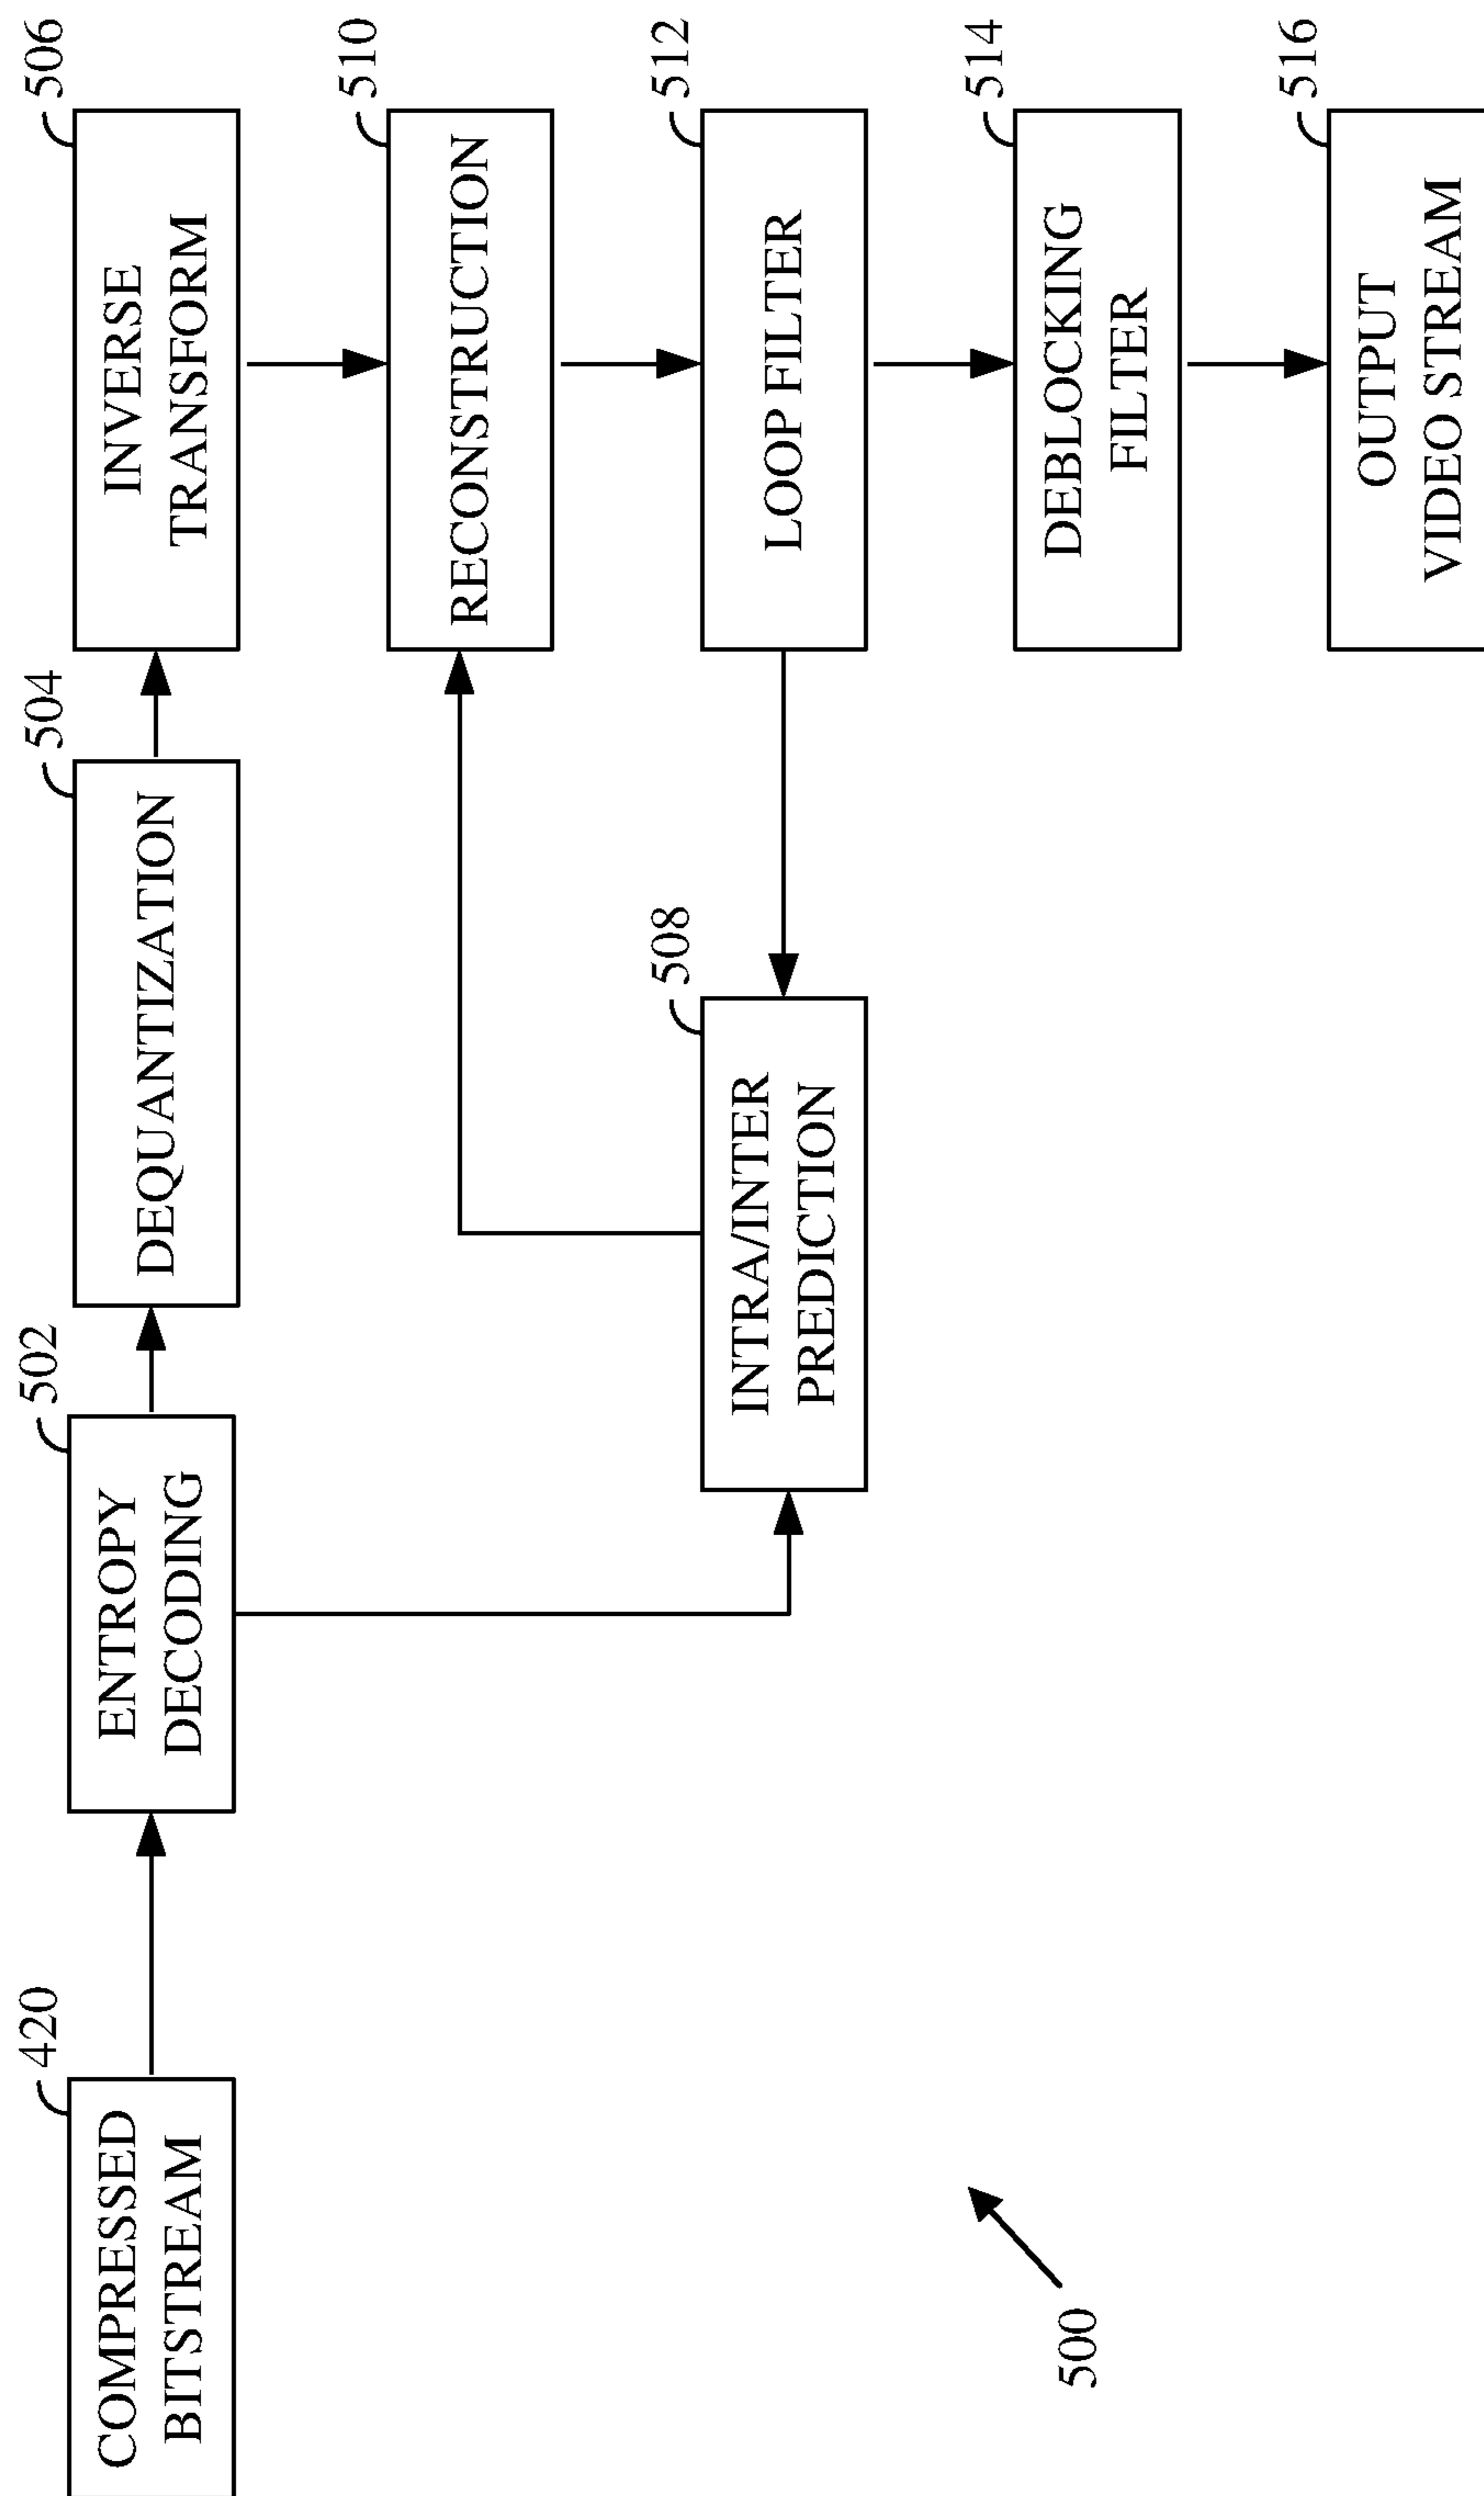 420
COMPRESSED
BITSTREAM
502
ENTROPY
DECODING
504
DEQUANTIZATION
506
INVERSE
TRANSFORM
508
INTRA/INTER
PREDICTION
510
RECONSTRUCTION
512
LOOP FILTER
514
DEBLOCKING
FILTER
516
OUTPUT
VIDEO STREAM
500